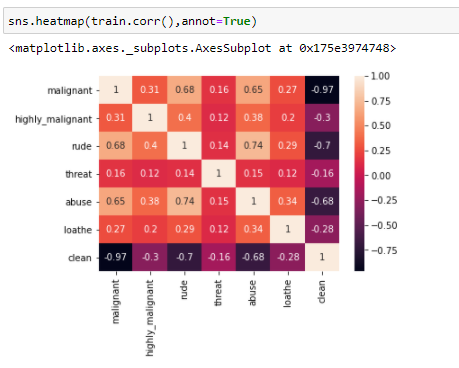 sns.heatmap(train.corr(),annot=True)
<matplotlib.axes._subplots.AxesSubplot at 0x175e3974748>
malignant 1 0.31 0.68 0.16 0.65 0.27 -0.97
highly_malignant 0.31 1 0.4 0.12 0.38 0.2 -0.3
rude 0.68 0.4 1 0.14 0.74 0.29 -0.7
threat 0.16 0.12 0.14 1 0.15 0.12 -0.16
abuse 0.65 0.38 0.74 0.15 1 0.34 -0.68
loathe 0.27 0.2 0.29 0.12 0.34 1 -0.28
clean -0.97 -0.3 -0.7 -0.16 -0.68 -0.28 1
malignant
highly_malignant
rude
threat
abuse
loathe
clean
1.00
0.75
0.50
0.25
0.00
−0.25
−0.50
−0.75